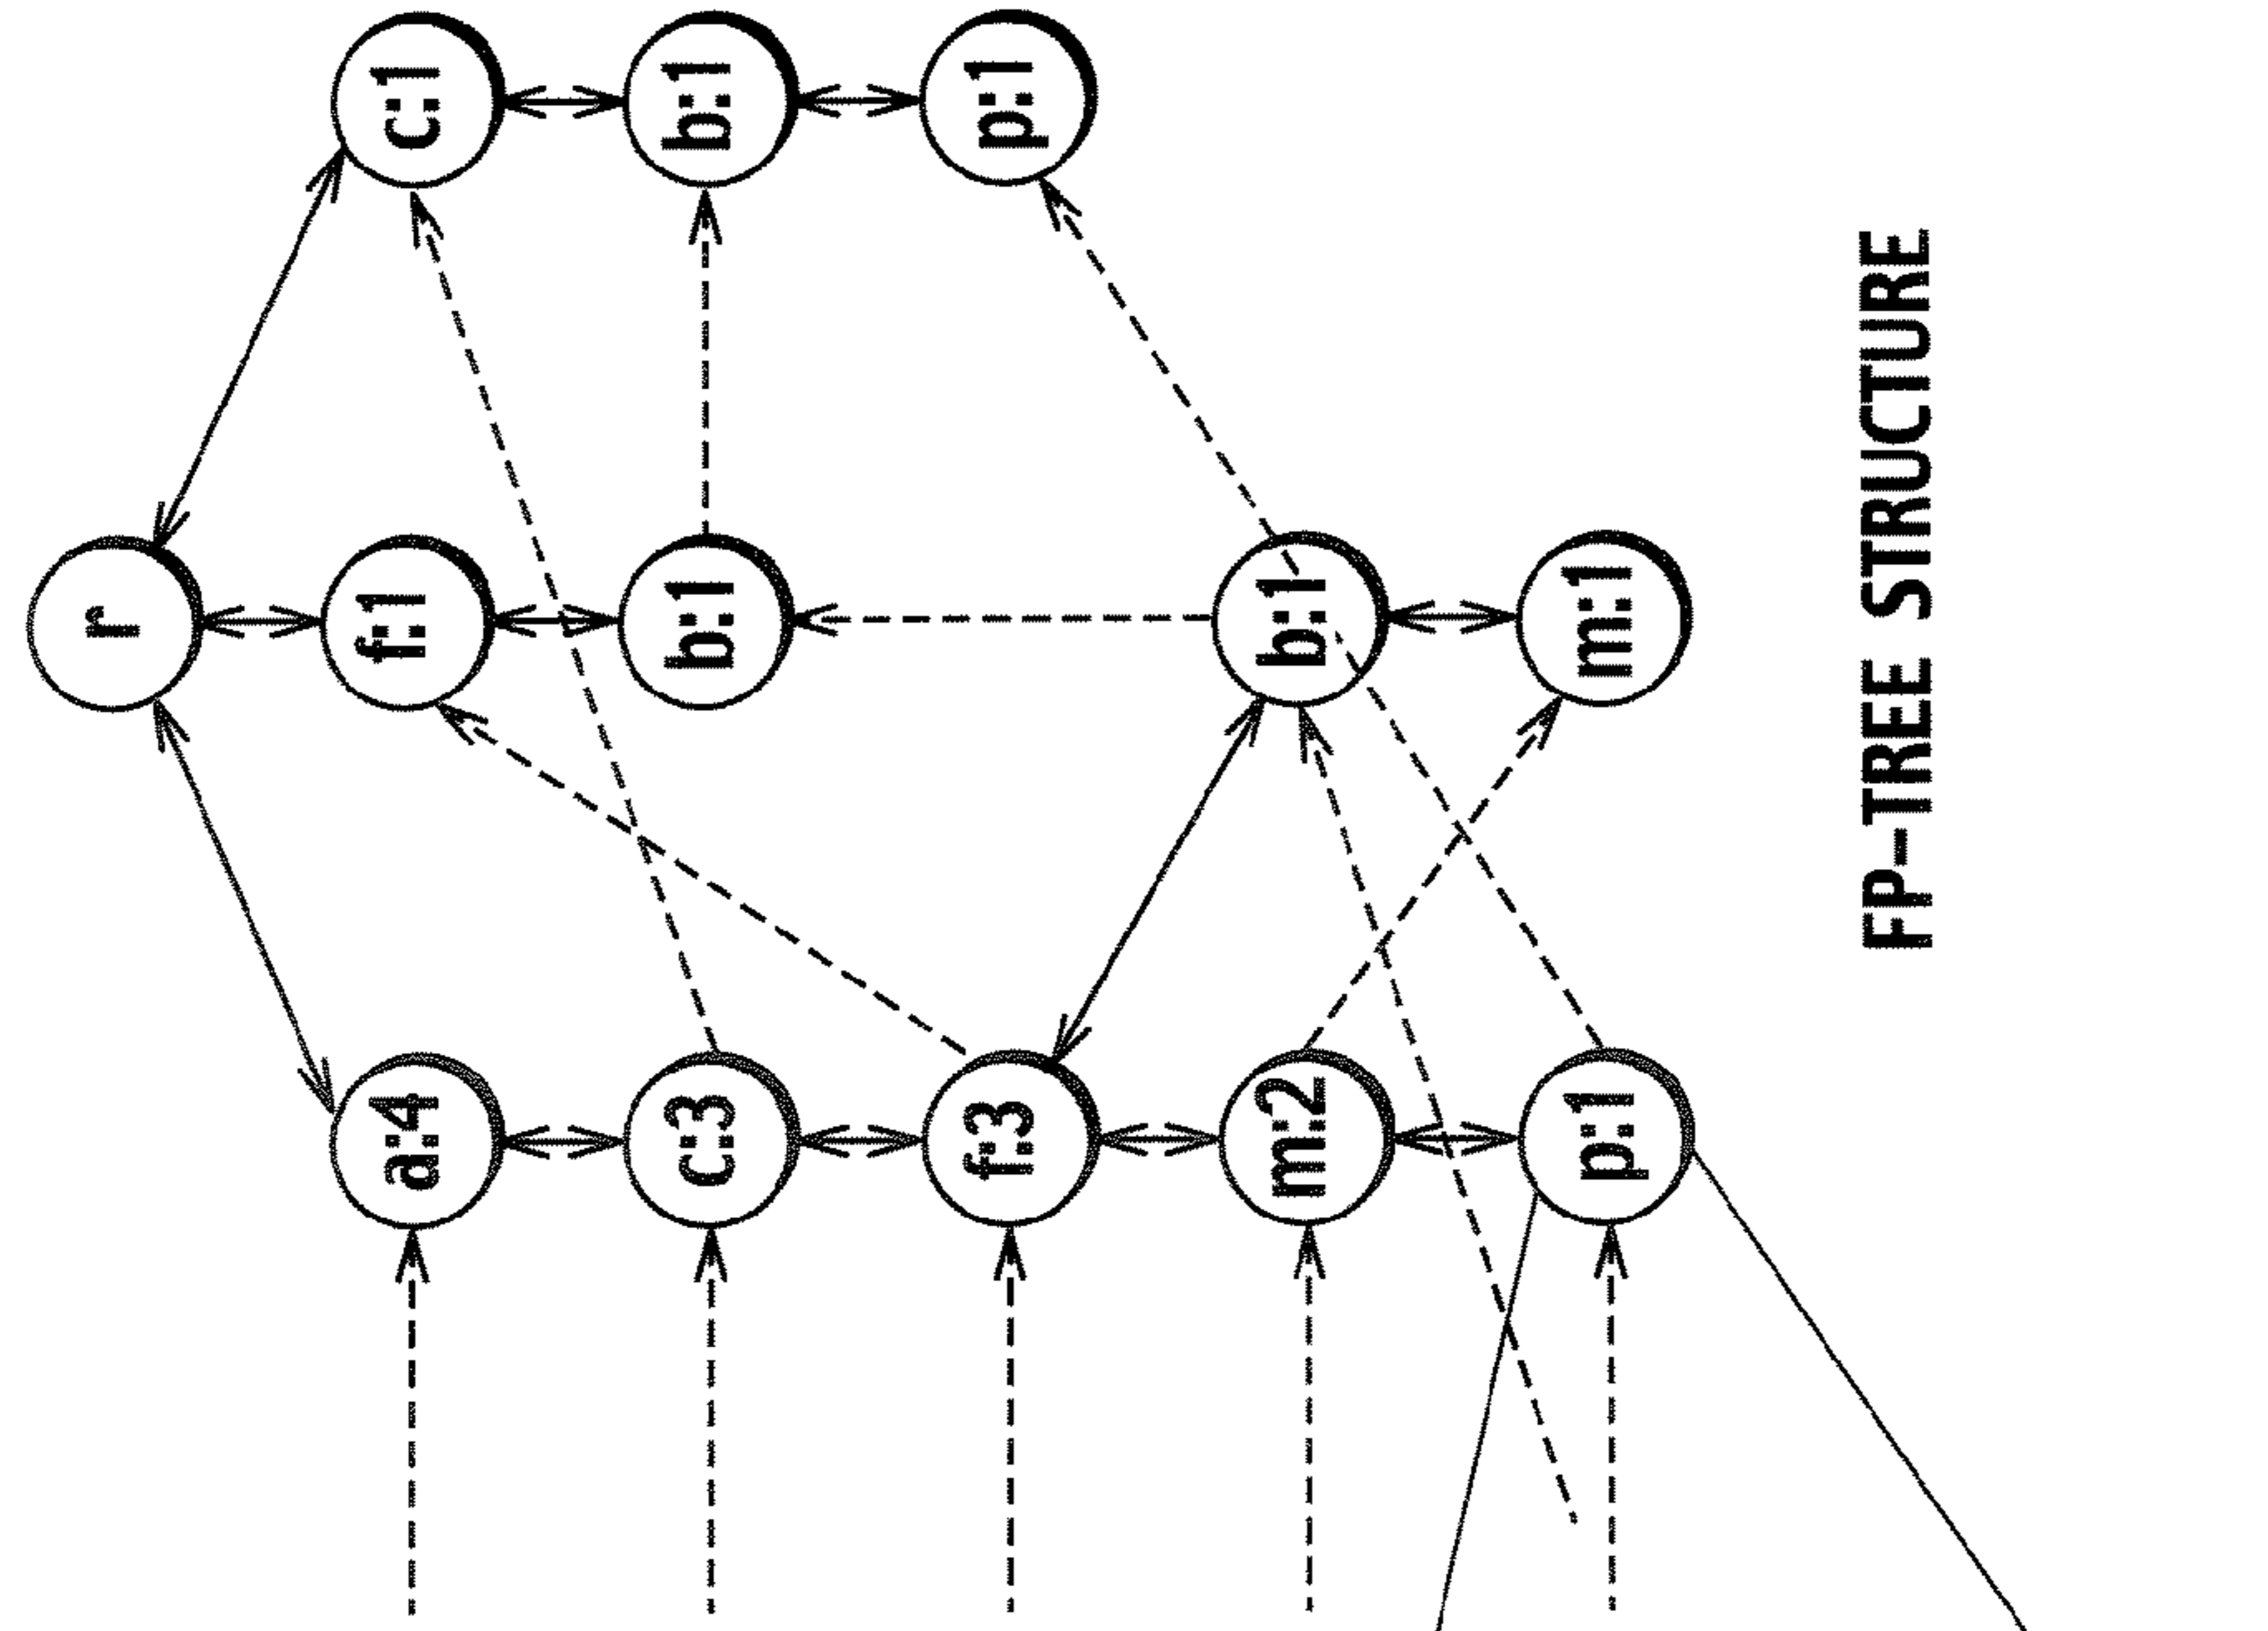 r
a:4
f:1
c:1
c:3
b:1
b:1
f:3
p:1
m:2
b:1
p:1
m:1
FP-TREE STRUCTURE